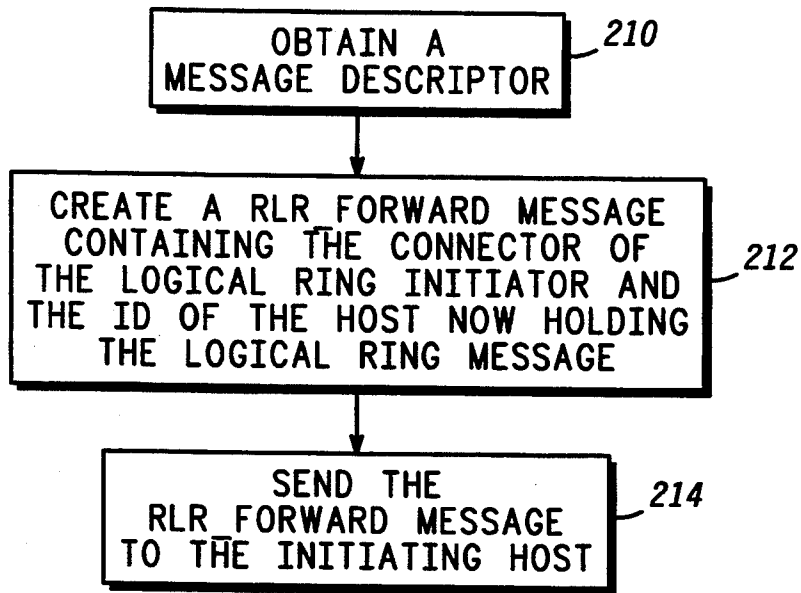 OBTAIN A
MESSAGE DESCRIPTOR
210
CREATE A RLR_FORWARD MESSAGE
CONTAINING THE CONNECTOR OF
THE LOGICAL RING INITIATOR AND
THE ID OF THE HOST NOW HOLDING
THE LOGICAL RING MESSAGE
212
SEND THE
RLR_FORWARD MESSAGE
TO THE INITIATING HOST
214